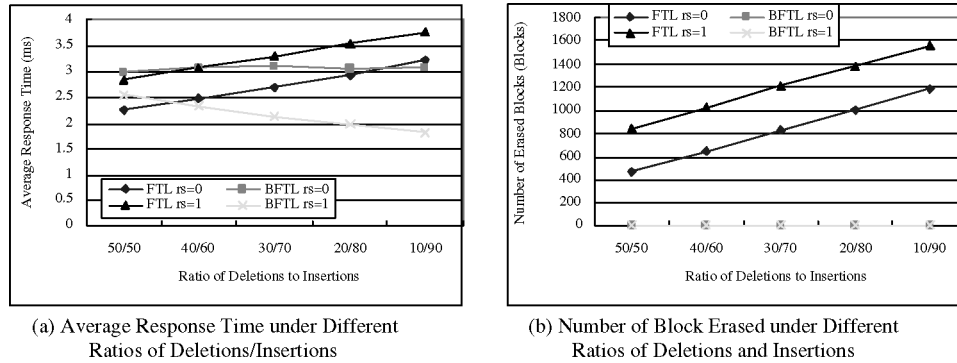 4
3.5
3
2.5
2
1.5
1
0.5
0
Average Response Time (ms)
FTL rs=0 BFTL rs=0
FTL rs=1 BFTL rs=1
50/50 40/60 30/70 20/80 10/90
Ratio of Deletions to Insertions
(a) Average Response Time under Different
Ratios of Deletions/Insertions
1800
1600
1400
1200
1000
800
600
400
200
0
Number of Erased Blocks (Blocks)
FTL rs=0 BFTL rs=0
FTL rs=1 BFTL rs=1
50/50 40/60 30/70 20/80 10/90
Ratio of Deletions to Insertions
(b) Number of Block Erased under Different
Ratios of Deletions and Insertions